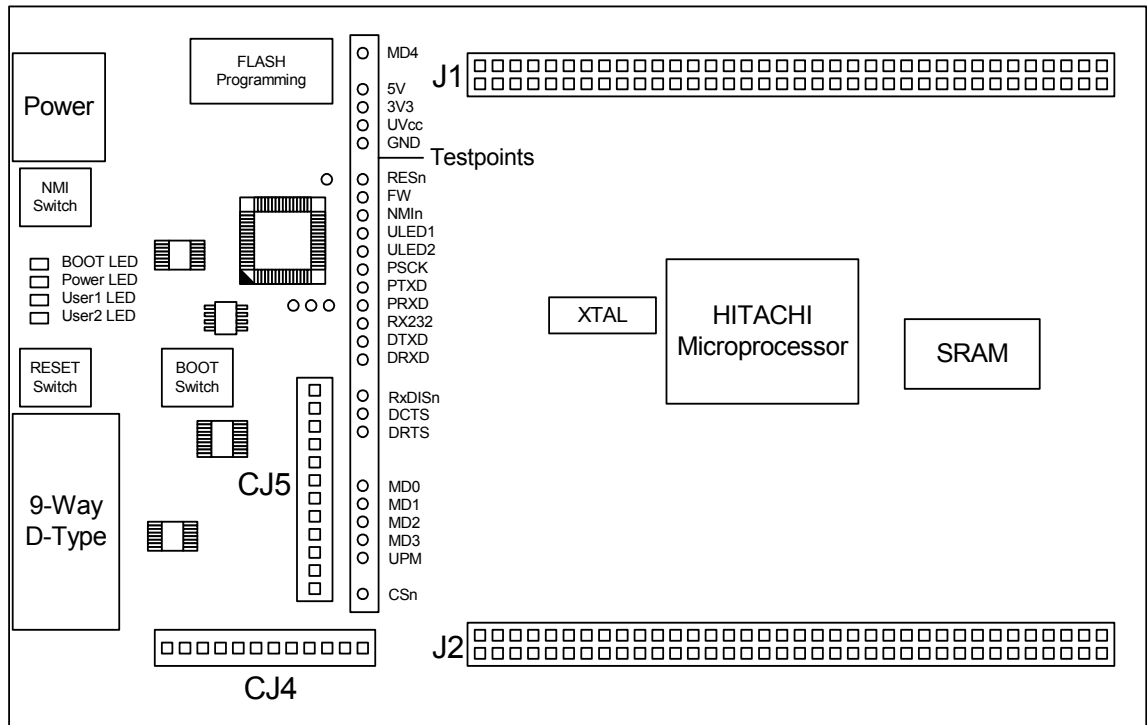 Power
NMI
Switch
BOOT LED
Power LED
User1 LED
User2 LED
RESET
Switch
BOOT
Switch
9-Way
D-Type
FLASH
Programming
CJ5
CJ4
MD4
5V
3V3
UVcc
GND
Testpoints
RESn
FW
NMIn
ULED1
ULED2
PSCK
PTXD
PRXD
RX232
DTXD
DRXD
RxDISn
DCTS
DRTS
MD0
MD1
MD2
MD3
UPM
CSn
J1
XTAL
HITACHI
Microprocessor
SRAM
J2